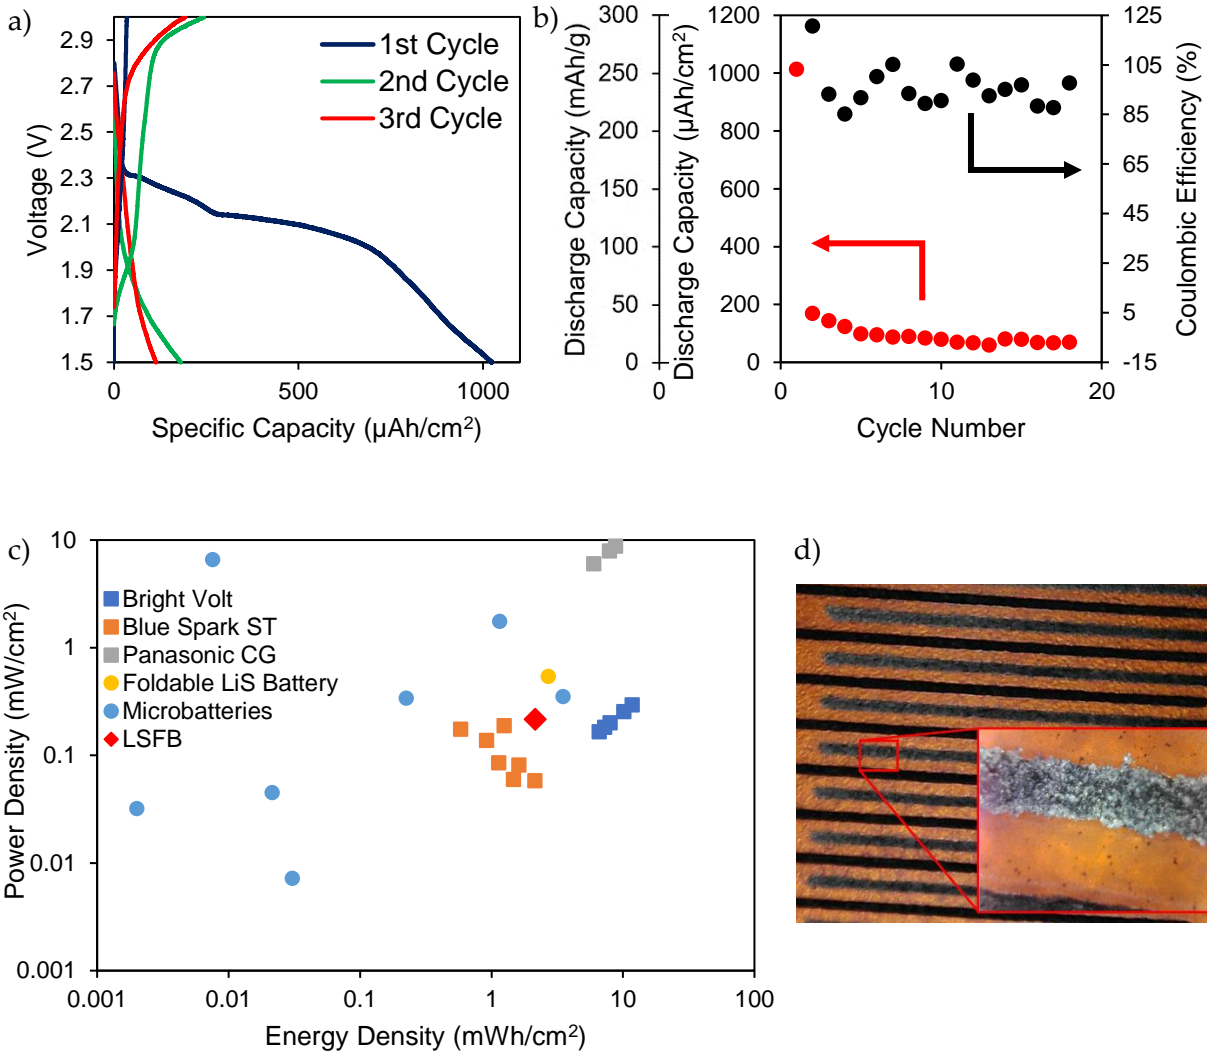 a)
Voltage (V)
2.9
2.7
2.5
2.3
2.1
1.9
1.7
1.5
0
500
1000
Specific Capacity (µAh/cm2)
1st Cycle
2nd Cycle
3rd Cycle
b)
Discharge Capacity (mAh/g)
300
250
200
150
100
50
0
0
Discharge Capacity (µAh/cm2)
1200
1000
800
600
400
200
0
0
10
20
Cycle Number
125
105
85
65
45
25
5
-15
Coulombic Efficiency (%)
c)
Power Density (mW/cm2)
10
1
0.1
0.01
0.001
0.001
0.01
0.1
1
10
100
Energy Density (mWh/cm2)
Bright Volt
Blue Spark ST
Panasonic CG
Foldable LiS Battery
Microbatteries
LSFB
d)